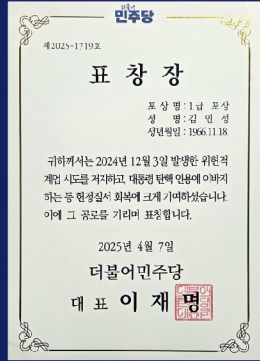 더불어
민주당
제2025-1719호
표 창 장
포 상 명 : 1급 포상
성 명 : 김 인 성
생년월일 : 1966.11.18.
귀하께서는 2024년 12월 3일 발생한 위헌적
계엄 시도를 저지하고, 대통령 탄핵 인용에 이바지
하는 등 헌정질서 회복에 크게 기여하셨습니다.
이에 그 공로를 기리며 표창합니다.
2025년 4월 7일
더불어민주당
대 표 이 재 명